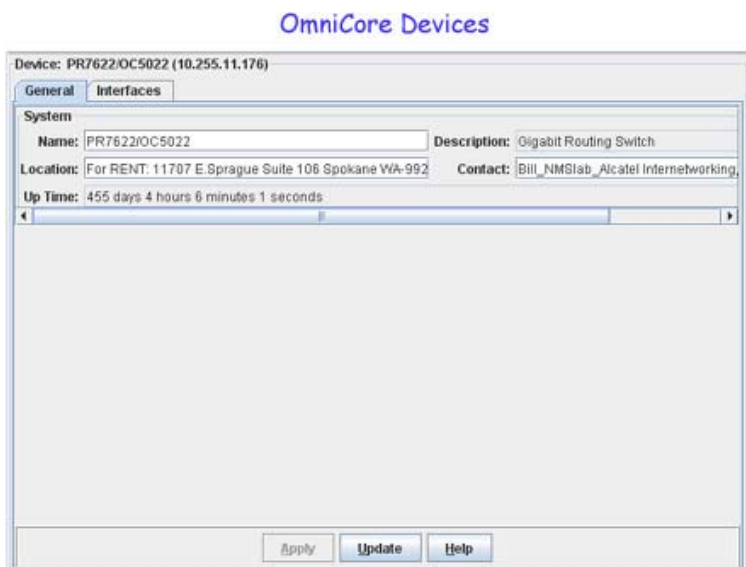 OmniCore Devices
Device: PR7622/OC5022 (10.255.11.176)
General Interfaces
System
Name: PR7622/OC5022 Description: Gigabit Routing Switch
Location: For RENT: 11707 E.Sprague Suite 106 Spokane WA-992 Contact: Bill_NMSlab_Alcatel Internetworking,
Up Time: 455 days 4 hours 6 minutes 1 seconds
Apply Update Help